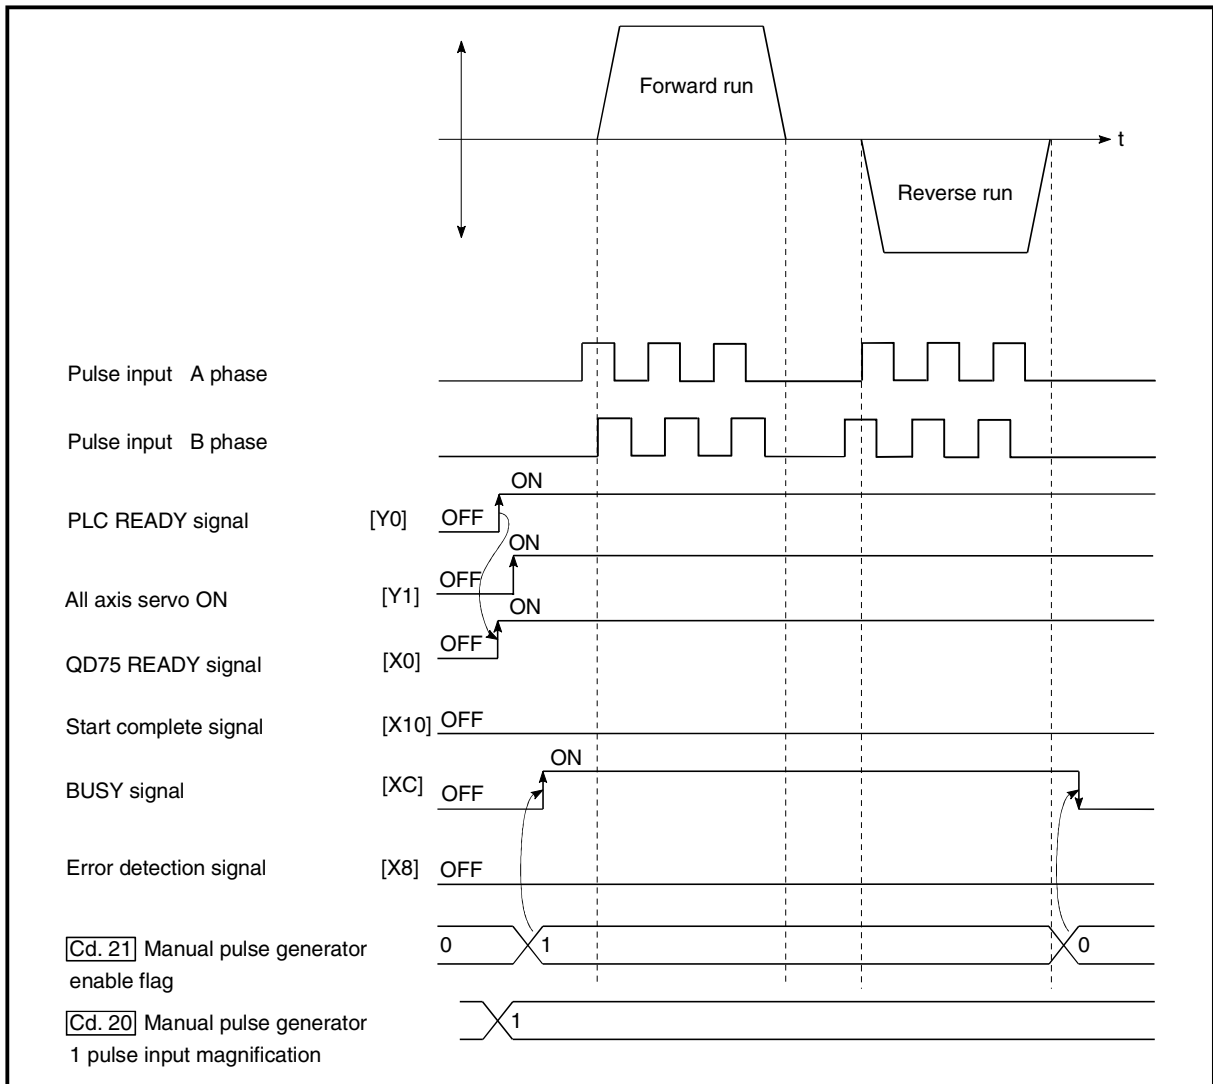 Forward run
t
Reverse run
Pulse input A phase
Pulse input B phase
ON
PLC READY signal [Y0] OFF
ON
All axis servo ON [Y1] OFF
ON
QD75 READY signal [X0] OFF
Start complete signal [X10] OFF
ON
BUSY signal [XC] OFF
Error detection signal [X8] OFF
Cd. 21 Manual pulse generator 0 1 0
enable flag
Cd. 20 Manual pulse generator 1
1 pulse input magnification